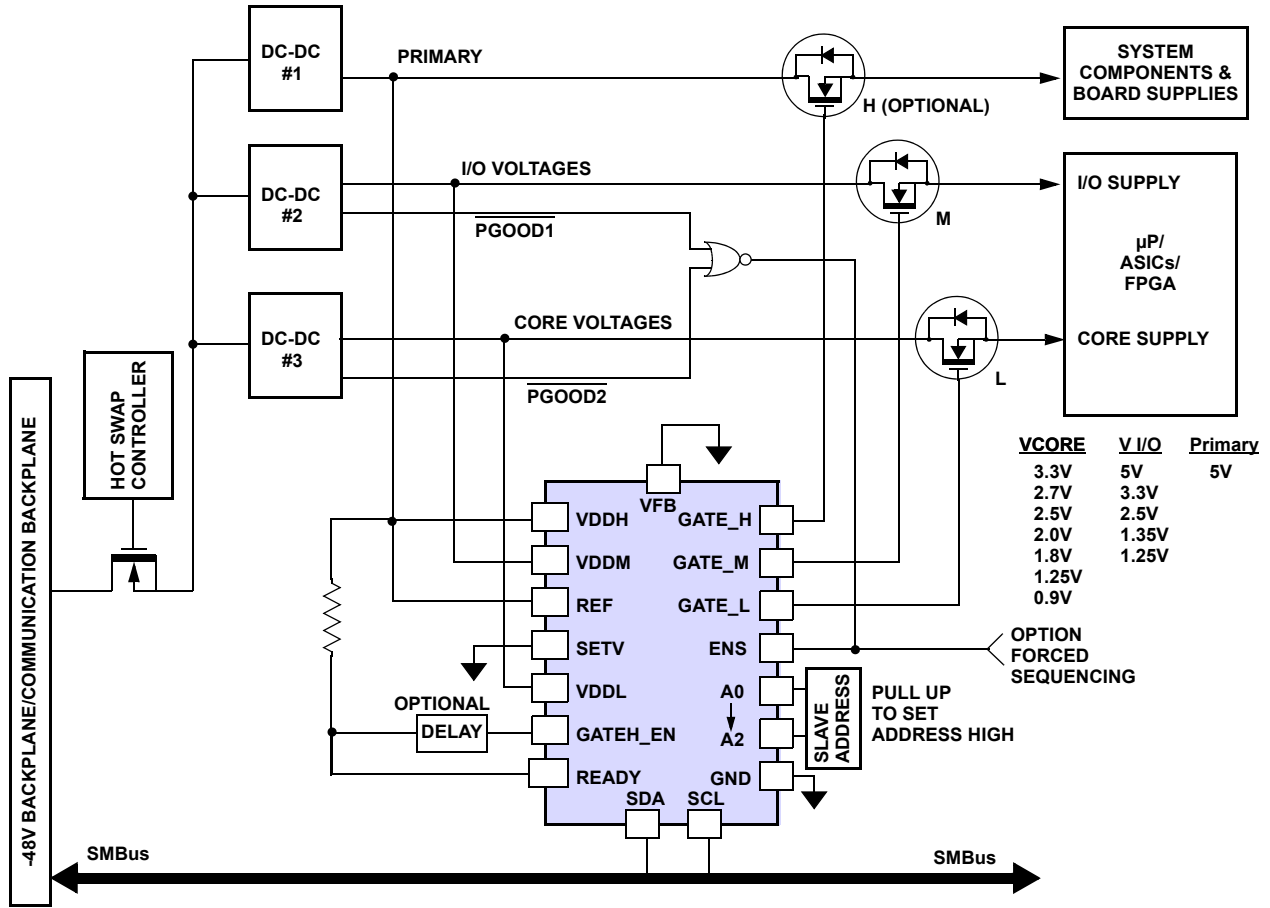 DC-DC
#1
PRIMARY
H (OPTIONAL)
SYSTEM
COMPONENTS &
BOARD SUPPLIES
DC-DC
#2
I/O VOLTAGES
PGOOD1
M
I/O SUPPLY
µP/
ASICs/
FPGA
CORE SUPPLY
DC-DC
#3
CORE VOLTAGES
PGOOD2
L
HOT SWAP
CONTROLLER
-48V BACKPLANE/COMMUNICATION BACKPLANE
VCORE V I/O Primary
3.3V 5V 5V
2.7V 3.3V
2.5V 2.5V
2.0V 1.35V
1.8V 1.25V
1.25V
0.9V
VFB
VDDH GATE_H
VDDM GATE_M
REF GATE_L
SETV ENS
VDDL A0
GATEH_EN A2
READY GND
SDA SCL
OPTIONAL
DELAY
OPTION
FORCED
SEQUENCING
SLAVE
ADDRESS
PULL UP
TO SET
ADDRESS HIGH
SMBus SMBus